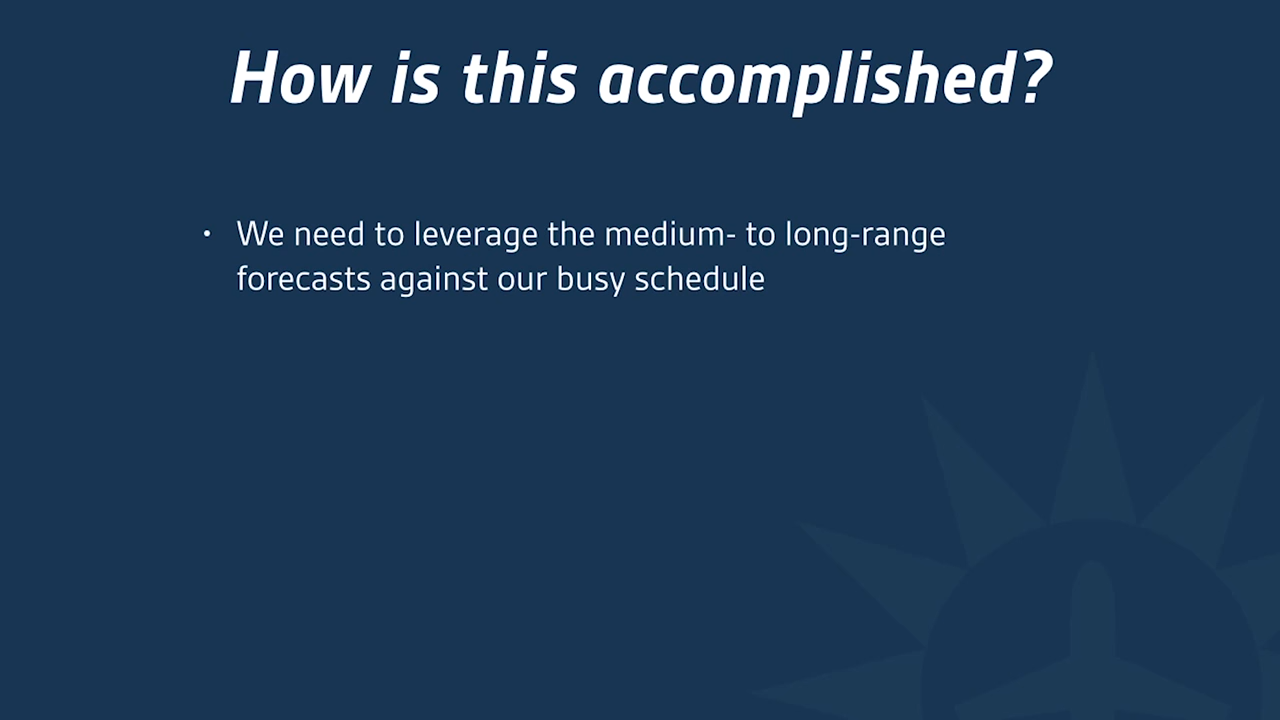 How is this accomplished?
• We need to leverage the medium- to long-range
forecasts against our busy schedule